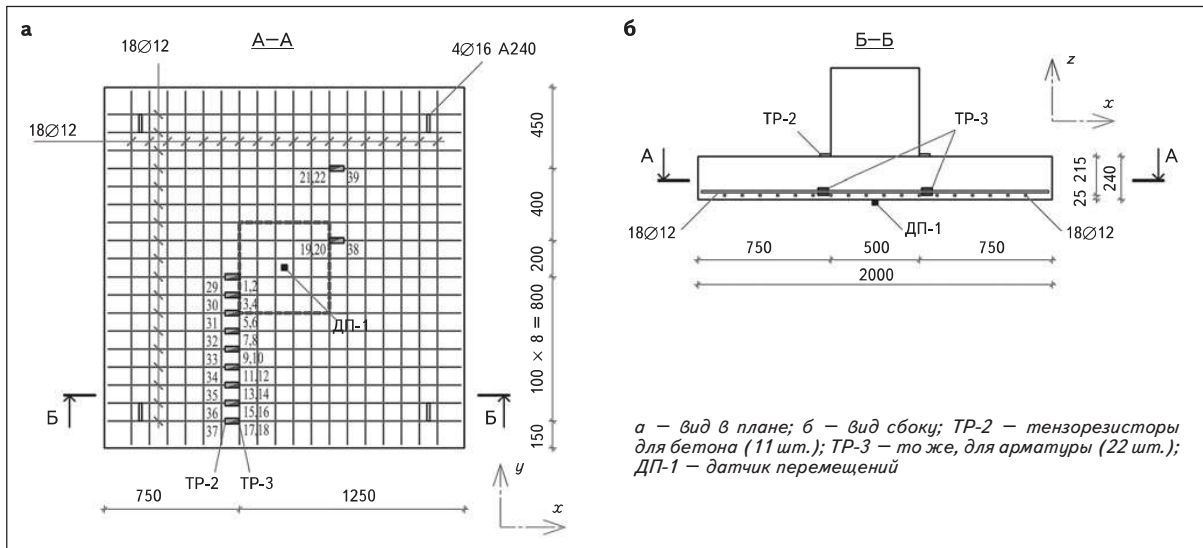 а
А–А
18∅12
4∅16 А240
18∅12
450
21,22
39
400
19,20
38
200
29
1,2
30
3,4
31
5,6
ДП-1
32
7,8
33
9,10
34
11,12
35
13,14
36
15,16
37
17,18
100 × 8 = 800
Б
Б
150
ТР-2
ТР-3
y
x
750
1250
б
Б–Б
z
x
ТР-2
ТР-3
А
А
215
25
240
18∅12
ДП-1
18∅12
750
500
750
2000
а – вид в плане; б – вид сбоку; ТР-2 – тензорезисторы
для бетона (11 шт.); ТР-3 – то же, для арматуры (22 шт.);
ДП-1 – датчик перемещений